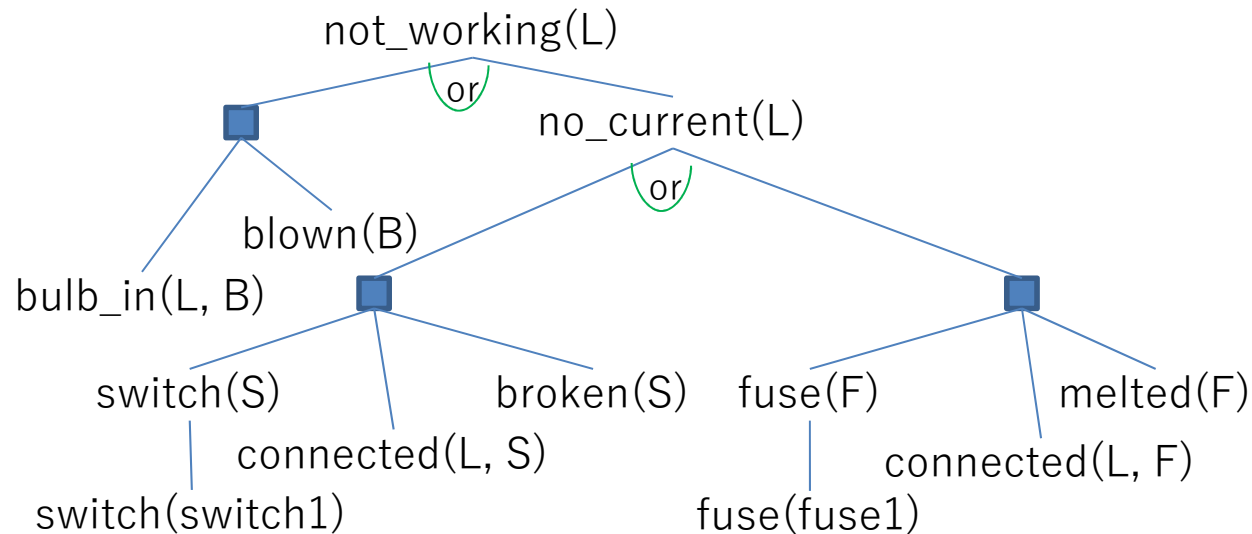 not_working(L)
or
no_current(L)
or
blown(B)
bulb_in(L, B)
switch(S)
broken(S)
fuse(F)
melted(F)
connected(L, S)
connected(L, F)
switch(switch1)
fuse(fuse1)